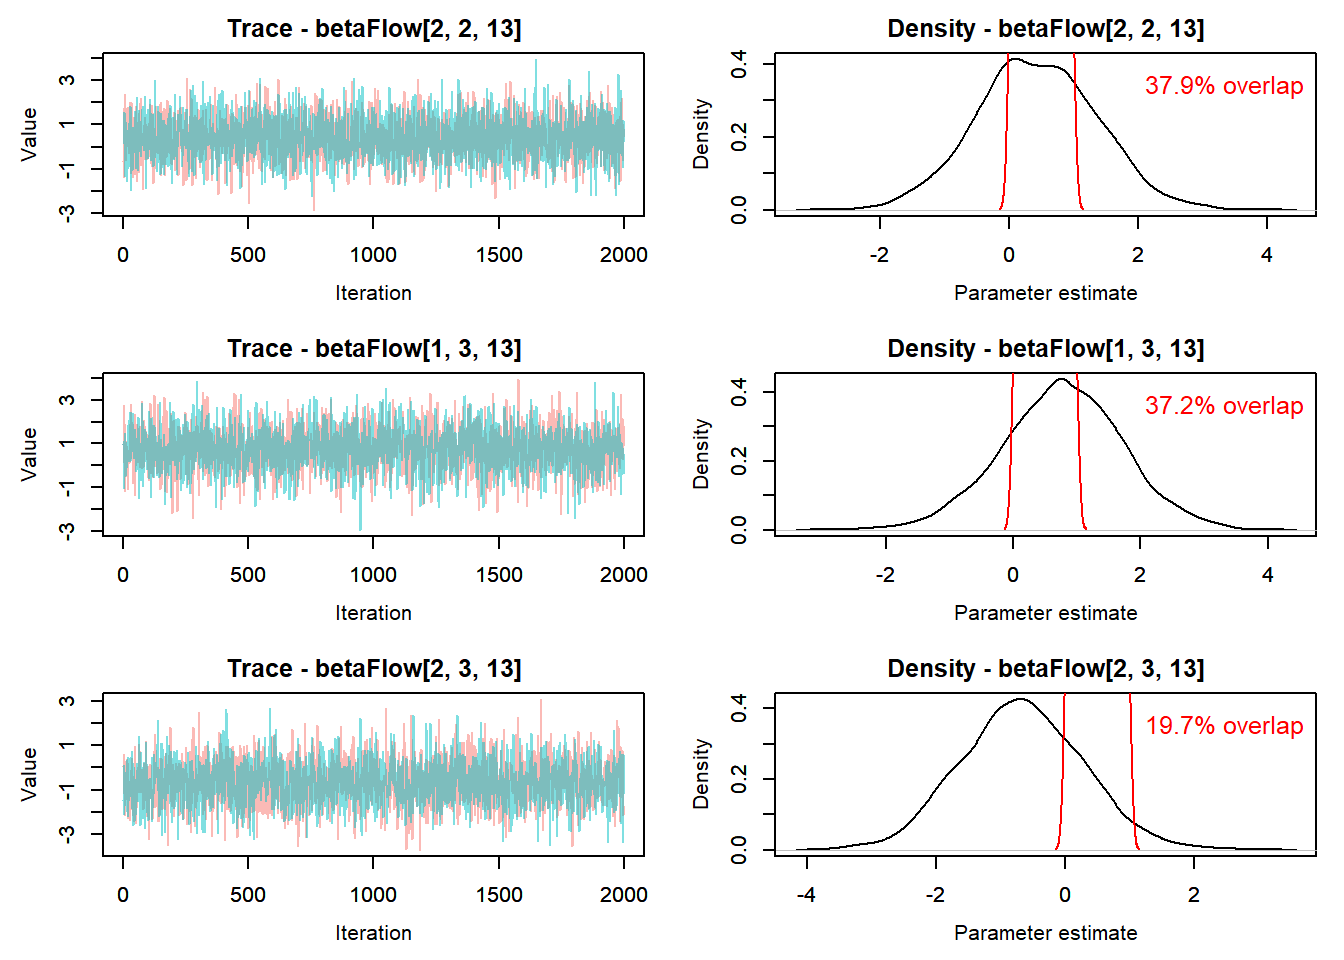 Trace - betaFlow[2, 2, 13]
Value
3
1
-1
-3
0 500 1000 1500 2000
Iteration
Density - betaFlow[2, 2, 13]
37.9% overlap
Density
0.4
0.2
0.0
-2 0 2 4
Parameter estimate
Trace - betaFlow[1, 3, 13]
Value
3
1
-1
-3
0 500 1000 1500 2000
Iteration
Density - betaFlow[1, 3, 13]
37.2% overlap
Density
0.4
0.2
0.0
-2 0 2 4
Parameter estimate
Trace - betaFlow[2, 3, 13]
Value
3
1
-1
-3
0 500 1000 1500 2000
Iteration
Density - betaFlow[2, 3, 13]
19.7% overlap
Density
0.4
0.2
0.0
-4 -2 0 2
Parameter estimate